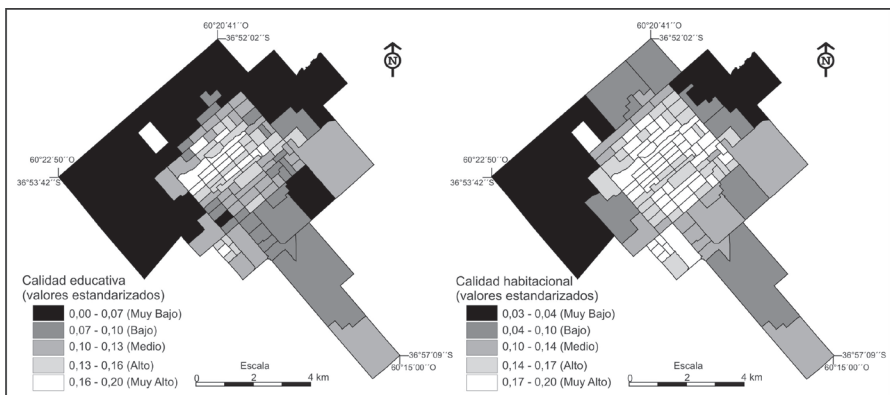 60°20'41´´O
36°52'02´´S
N
60°22'50´´O
36°53'42´´S
Calidad educativa
(valores estandarizados)
0,00 - 0,07 (Muy Bajo)
0,07 - 0,10 (Bajo)
0,10 - 0,13 (Medio)
0,13 - 0,16 (Alto)
0,16 - 0,20 (Muy Alto)
Escala
0 2 4 km
36°57'09´´S
60°15'00´´O
60°20'41´´O
36°52'02´´S
N
60°22'50´´O
36°53'42´´S
Calidad habitacional
(valores estandarizados)
0,03 - 0,04 (Muy Bajo)
0,04 - 0,10 (Bajo)
0,10 - 0,14 (Medio)
0,14 - 0,17 (Alto)
0,17 - 0,20 (Muy Alto)
Escala
0 2 4 km
36°57'09´´S
60°15'00´´O